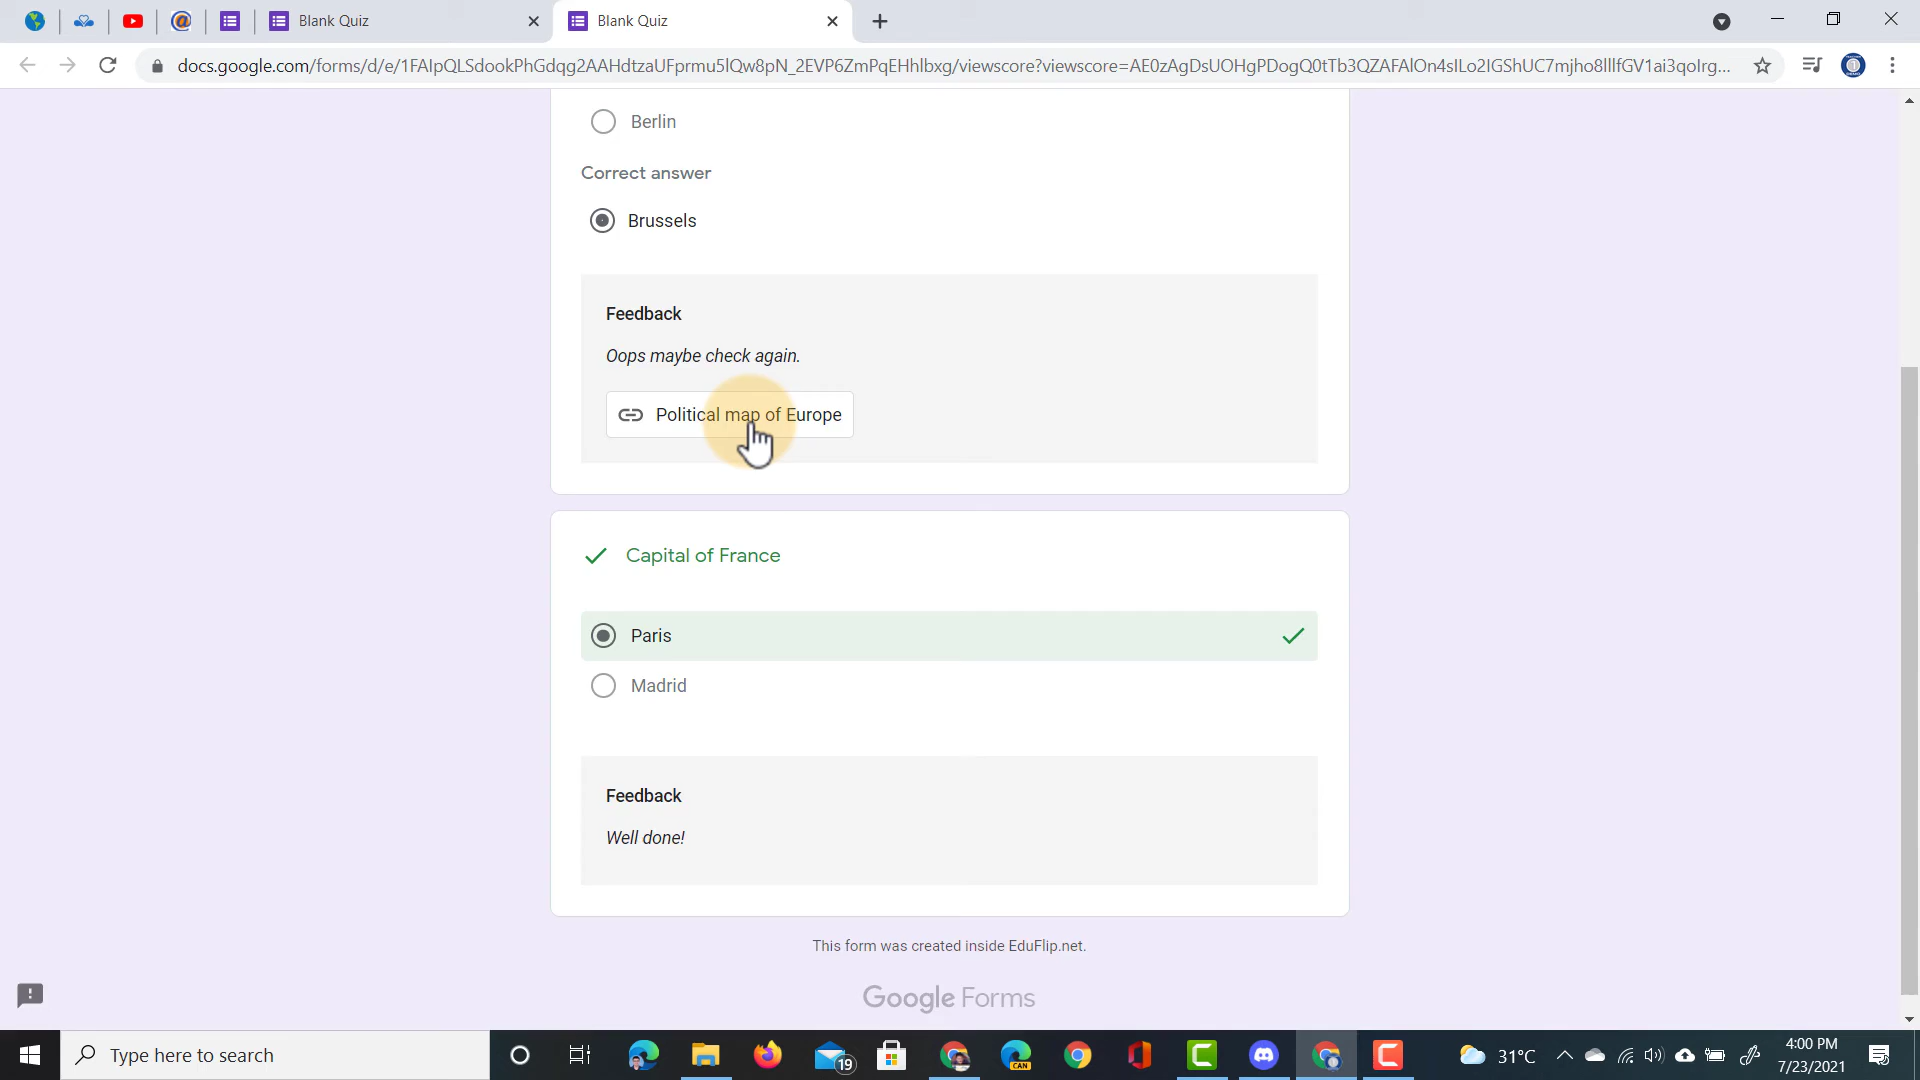 Blank Quiz
Blank Quiz
docs.google.com/forms/d/e/1FAIpQLSdookPhGdqg2AAHdtzaUFprmu5lQw8pN_2EVP6ZmPqEHhlbxg/viewscore?viewscore=AE0zAgDsUOHgPDogQ0tTb3QZAFAlOn4sILo2IGShUC7mjho8lllfGV1ai3qoIrg...
Berlin
Correct answer
Brussels
Feedback
Oops maybe check again.
Political map of Europe
Capital of France
Paris
Madrid
Feedback
Well done!
This form was created inside EduFlip.net.
Google Forms
Type here to search
19
CAN
31°C
4:00 PM
7/23/2021